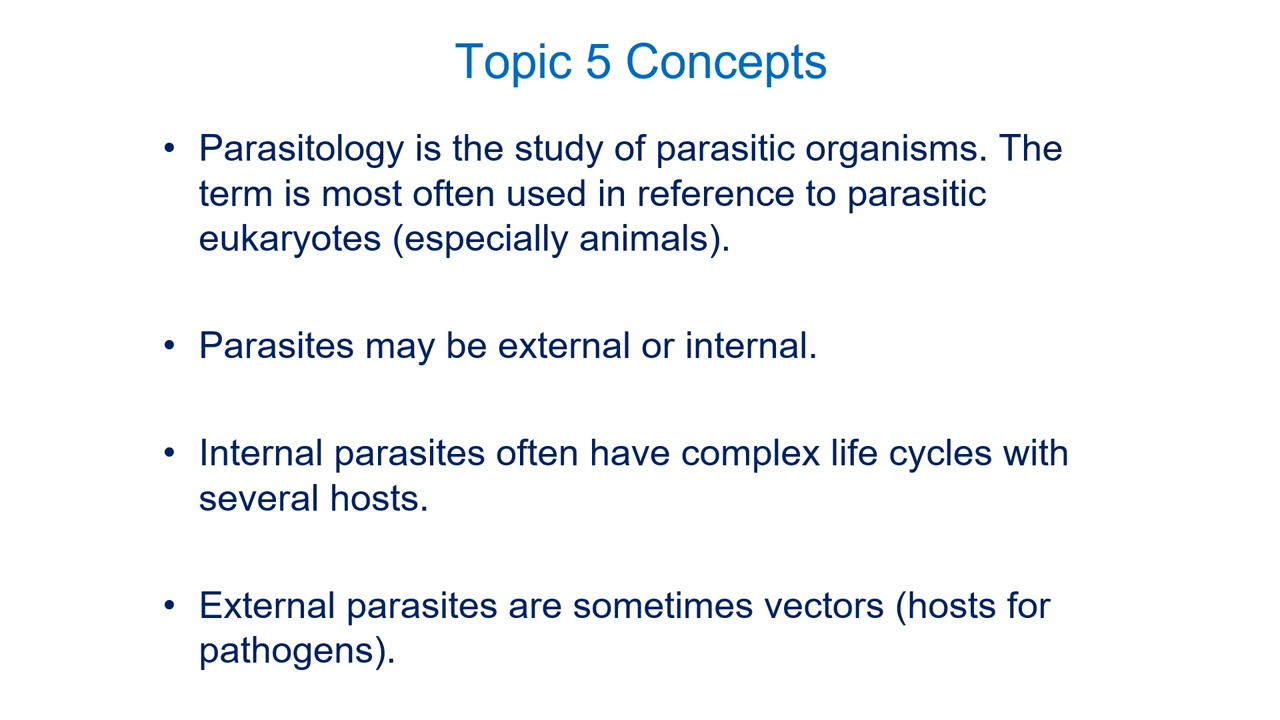 Topic 5 Concepts
• Parasitology is the study of parasitic organisms. The
term is most often used in reference to parasitic
eukaryotes (especially animals).
• Parasites may be external or internal.
• Internal parasites often have complex life cycles with
several hosts.
• External parasites are sometimes vectors (hosts for
pathogens).